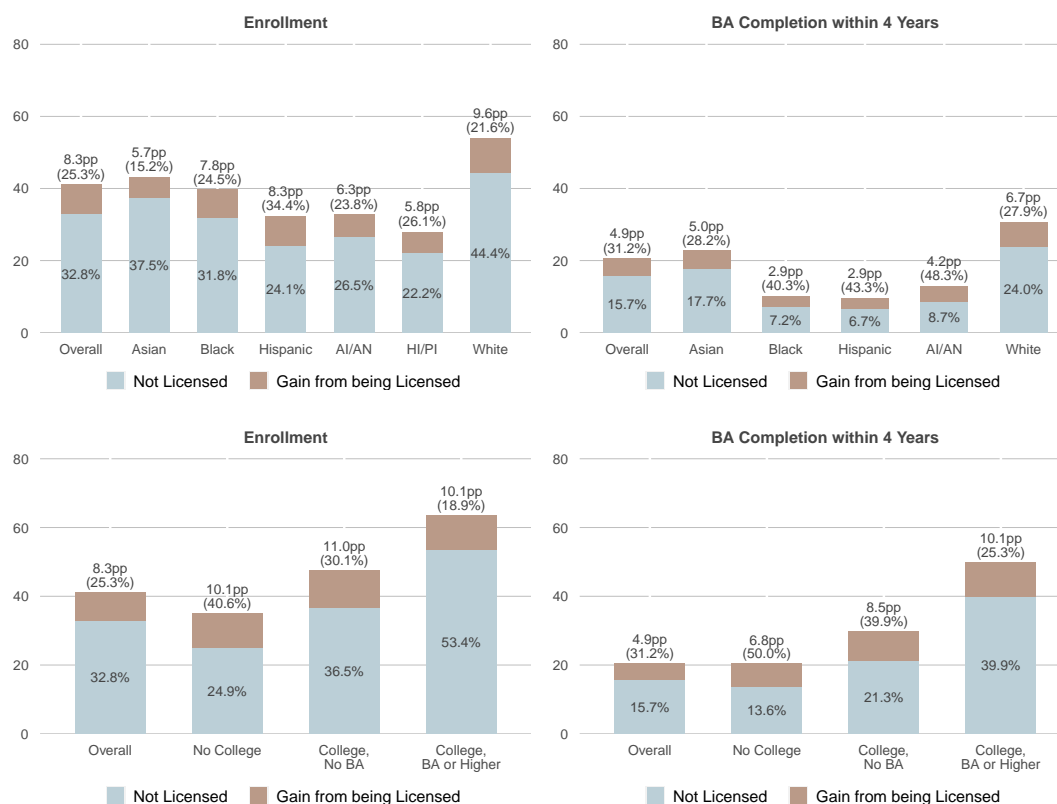 Enrollment
80
60
40
20
0
8.3pp
(25.3%)
32.8%
5.7pp
(15.2%)
37.5%
7.8pp
(24.5%)
31.8%
8.3pp
(34.4%)
24.1%
6.3pp
(23.8%)
26.5%
5.8pp
(26.1%)
22.2%
9.6pp
(21.6%)
44.4%
Overall Asian Black Hispanic AI/AN HI/PI White
Not Licensed Gain from being Licensed
BA Completion within 4 Years
80
60
40
20
0
4.9pp
(31.2%)
15.7%
5.0pp
(28.2%)
17.7%
2.9pp
(40.3%)
7.2%
2.9pp
(43.3%)
6.7%
4.2pp
(48.3%)
8.7%
6.7pp
(27.9%)
24.0%
Overall Asian Black Hispanic AI/AN White
Not Licensed Gain from being Licensed
Enrollment
80
60
40
20
0
8.3pp
(25.3%)
32.8%
10.1pp
(40.6%)
24.9%
11.0pp
(30.1%)
36.5%
10.1pp
(18.9%)
53.4%
Overall No College College, College,
No BA BA or Higher
Not Licensed Gain from being Licensed
BA Completion within 4 Years
80
60
40
20
0
4.9pp
(31.2%)
15.7%
6.8pp
(50.0%)
13.6%
8.5pp
(39.9%)
21.3%
10.1pp
(25.3%)
39.9%
Overall No College College, College,
No BA BA or Higher
Not Licensed Gain from being Licensed